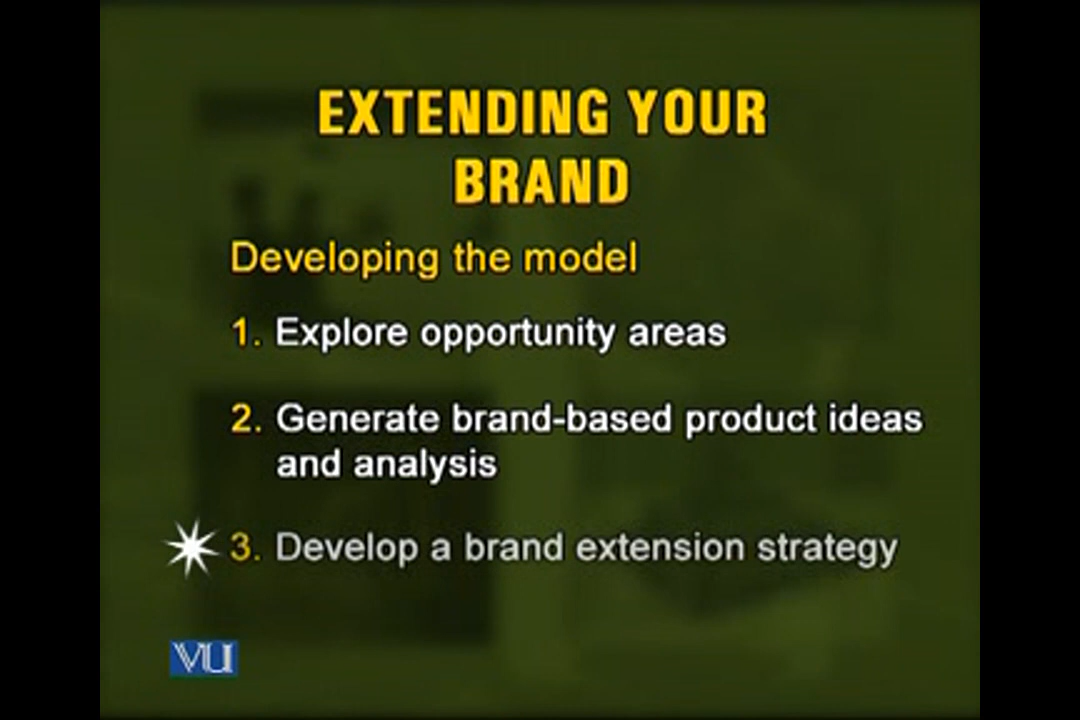 EXTENDING YOUR
BRAND
Developing the model
1. Explore opportunity areas
2. Generate brand-based product ideas
and analysis
3. Develop a brand extension strategy
VU